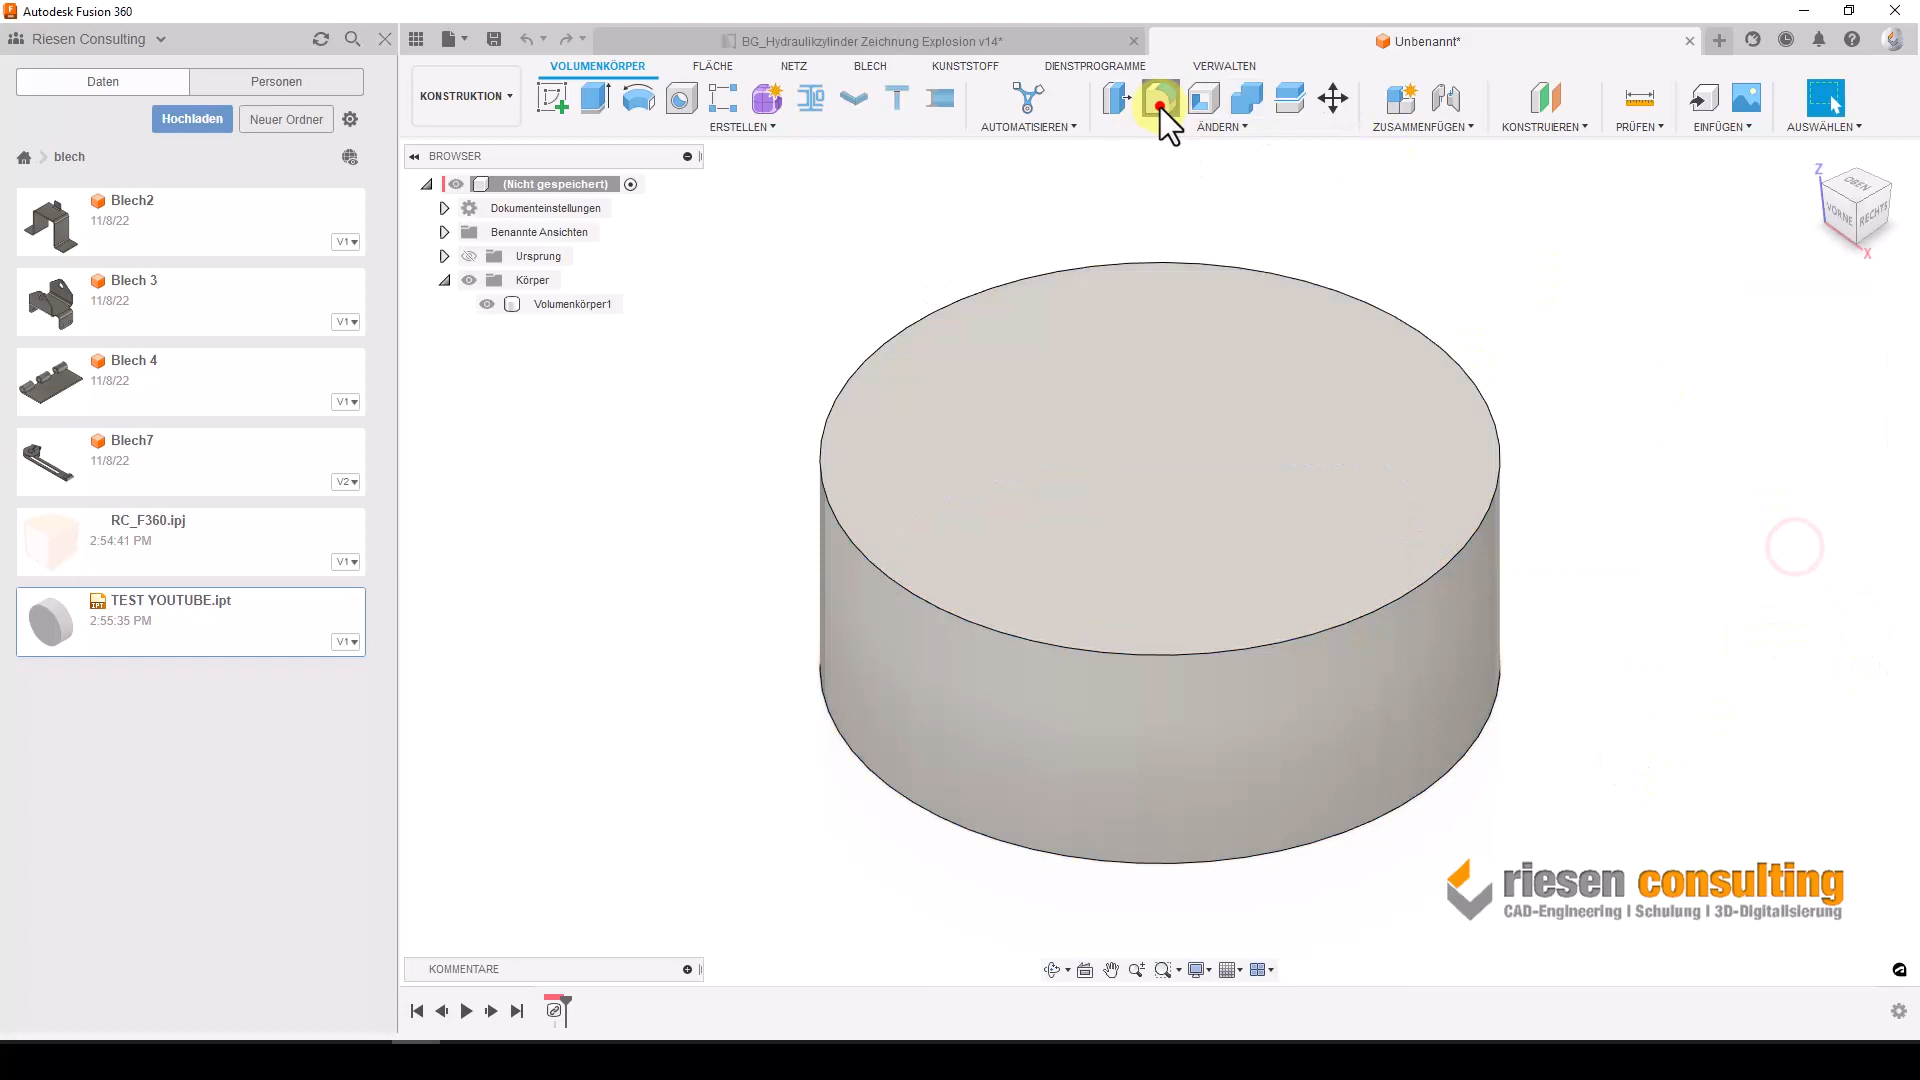 Autodesk Fusion 360
Riesen Consulting
BG_Hydraulikzylinder Zeichnung Explosion v14*
Unbenannt*
Daten
Personen
Hochladen
Neuer Ordner
blech
Blech2
11/8/22
V1
Blech 3
11/8/22
V1
Blech 4
11/8/22
V1
Blech7
11/8/22
V2
RC_F360.ipj
2:54:41 PM
V1
TEST YOUTUBE.ipt
2:55:35 PM
V1
KONSTRUKTION
VOLUMENKÖRPER
FLÄCHE
NETZ
BLECH
KUNSTSTOFF
DIENSTPROGRAMME
VERWALTEN
ERSTELLEN
AUTOMATISIEREN
ÄNDERN
ZUSAMMENFÜGEN
KONSTRUIEREN
PRÜFEN
EINFÜGEN
AUSWÄHLEN
BROWSER
(Nicht gespeichert)
Dokumenteinstellungen
Benannte Ansichten
Ursprung
Körper
Volumenkörper1
Z
OBEN
VORNE
RECHTS
X
riesen consulting
CAD-Engineering I Schulung I 3D-Digitalisierung
KOMMENTARE